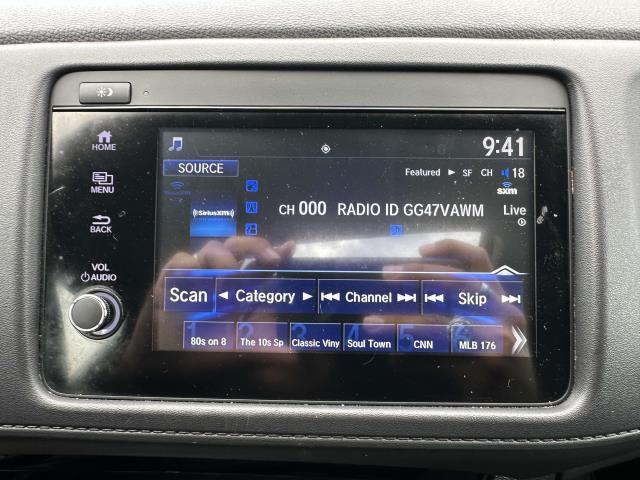 HOME
MENU
BACK
VOL
AUDIO
9:41
SOURCE
Featured ► SF CH 18
SiriusXM
sxm
((SiriusXM))
CH 000 RADIO ID GG47VAWM Live
Scan ◄ Category ► |◄◄ Channel ►►| |◄◄ Skip ►►|
1 2 3 4 5 6
80s on 8 The 10s Sp Classic Viny Soul Town CNN MLB 176